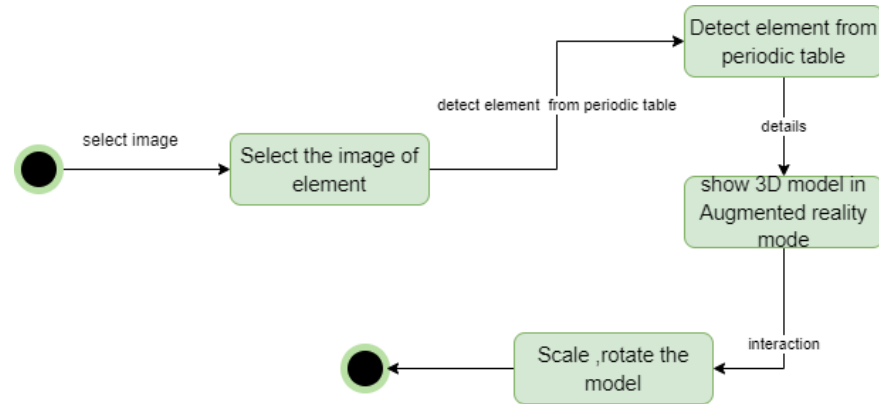 select image
Select the image of
element
detect element from periodic table
Detect element from
periodic table
details
show 3D model in
Augmented reality
mode
interaction
Scale ,rotate the
model